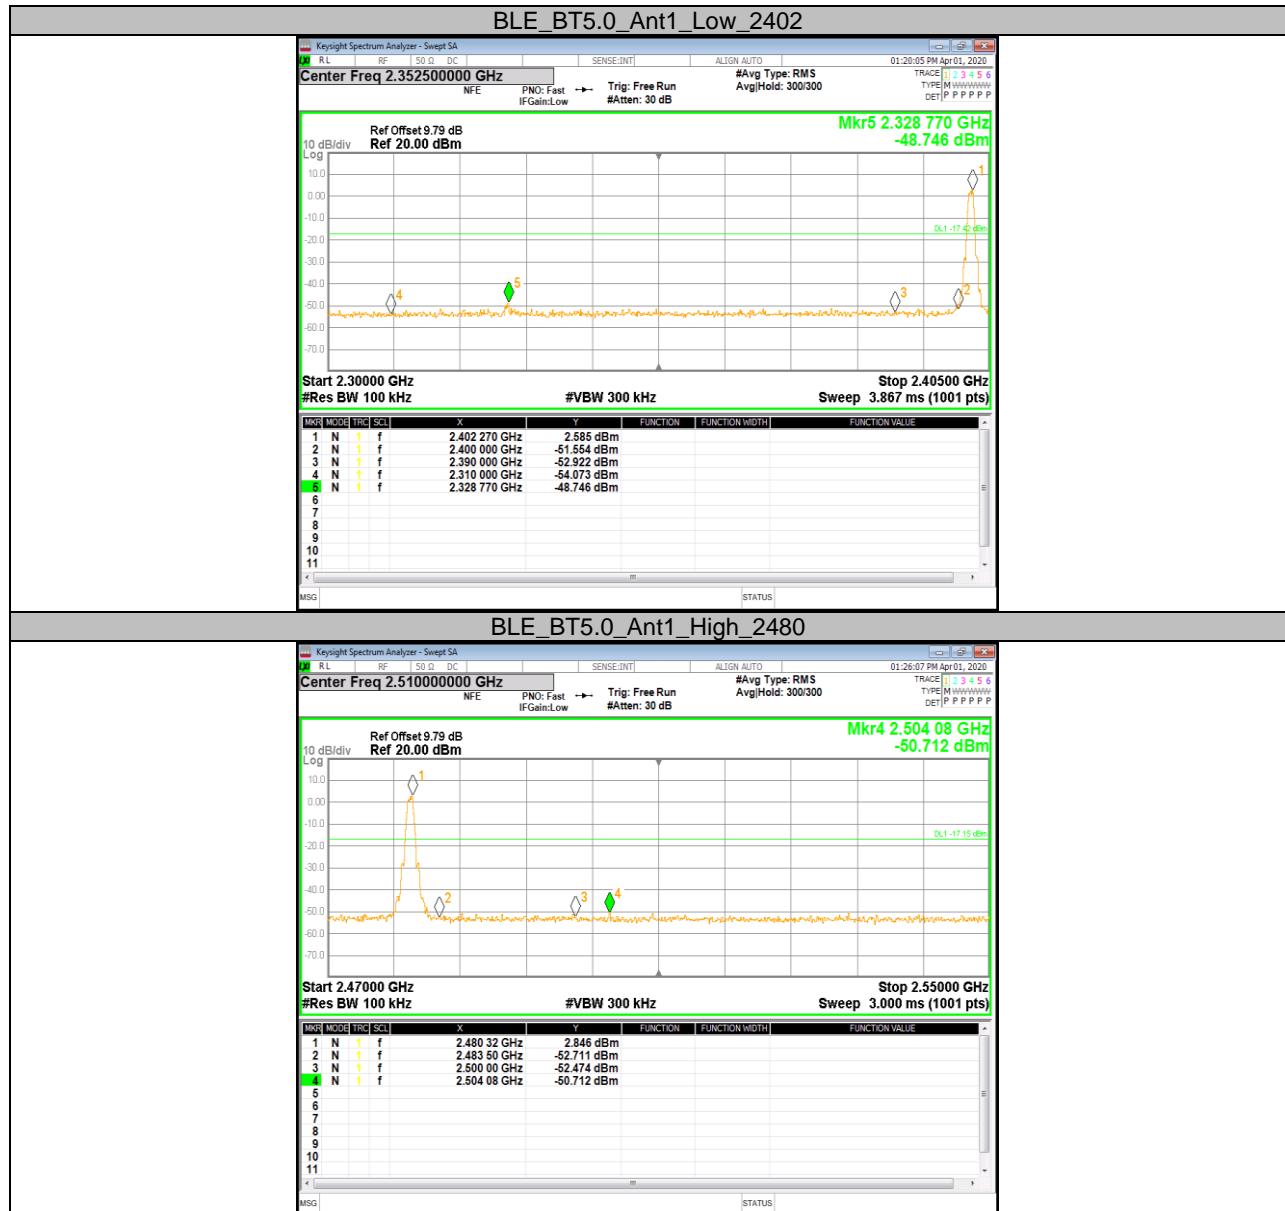 BLE_BT5.0_Ant1_Low_2402
Keysight Spectrum Analyzer - Swept SA
RL RF 50 Ω DC SENSE:INT ALIGN AUTO 01:20:05 PM Apr 01, 2020
Center Freq 2.352500000 GHz #Avg Type: RMS TRACE 1 2 3 4 5 6
NFE PNO: Fast Trig: Free Run Avg|Hold: 300/300 TYPE M WWWWW
IFGain:Low #Atten: 30 dB DET P P P P P P
Mkr5 2.328 770 GHz
Ref Offset 9.79 dB
10 dB/div Ref 20.00 dBm -48.746 dBm
Log
10.0
0.00
-10.0
DL1 -17.42 dBm
-20.0
-30.0
-40.0
-50.0
-60.0
-70.0
1
2
3
4
5
Start 2.30000 GHz Stop 2.40500 GHz
#Res BW 100 kHz #VBW 300 kHz Sweep 3.867 ms (1001 pts)
MKR MODE TRC SCL X Y FUNCTION FUNCTION WIDTH FUNCTION VALUE
1 N 1 f 2.402 270 GHz 2.585 dBm
2 N 1 f 2.400 000 GHz -51.554 dBm
3 N 1 f 2.390 000 GHz -52.922 dBm
4 N 1 f 2.310 000 GHz -54.073 dBm
5 N 1 f 2.328 770 GHz -48.746 dBm
6
7
8
9
10
11
MSG STATUS
BLE_BT5.0_Ant1_High_2480
Keysight Spectrum Analyzer - Swept SA
RL RF 50 Ω DC SENSE:INT ALIGN AUTO 01:26:07 PM Apr 01, 2020
Center Freq 2.510000000 GHz #Avg Type: RMS TRACE 1 2 3 4 5 6
NFE PNO: Fast Trig: Free Run Avg|Hold: 300/300 TYPE M WWWWW
IFGain:Low #Atten: 30 dB DET P P P P P P
Mkr4 2.504 08 GHz
Ref Offset 9.79 dB
10 dB/div Ref 20.00 dBm -50.712 dBm
Log
10.0
0.00
-10.0
DL1 -17.15 dBm
-20.0
-30.0
-40.0
-50.0
-60.0
-70.0
1
2
3
4
Start 2.47000 GHz Stop 2.55000 GHz
#Res BW 100 kHz #VBW 300 kHz Sweep 3.000 ms (1001 pts)
MKR MODE TRC SCL X Y FUNCTION FUNCTION WIDTH FUNCTION VALUE
1 N 1 f 2.480 32 GHz 2.846 dBm
2 N 1 f 2.483 50 GHz -52.711 dBm
3 N 1 f 2.500 00 GHz -52.474 dBm
4 N 1 f 2.504 08 GHz -50.712 dBm
5
6
7
8
9
10
11
MSG STATUS